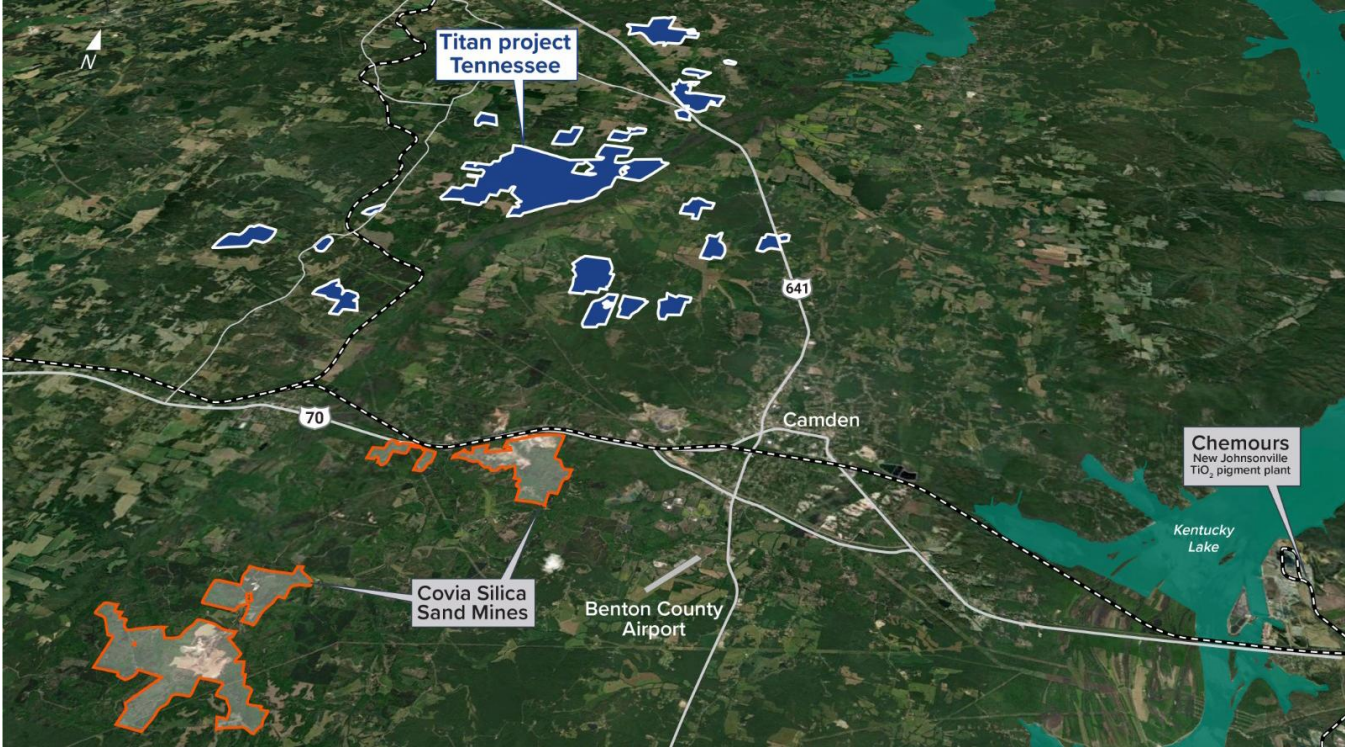 N
Titan project
Tennessee
641
70
Camden
Chemours
New Johnsonville
TiO₂ pigment plant
Kentucky
Lake
Covia Silica
Sand Mines
Benton County
Airport